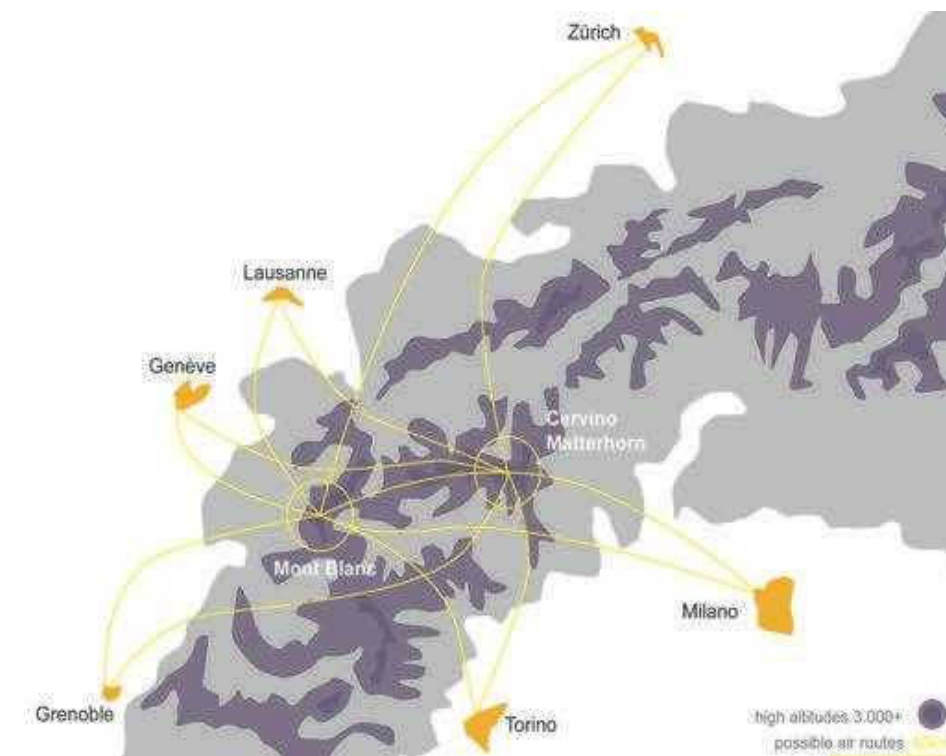 Zürich
Lausanne
Genève
Cervino
Matterhorn
Mont Blanc
Milano
Grenoble
Torino
high altitudes 3.000+
possible air routes